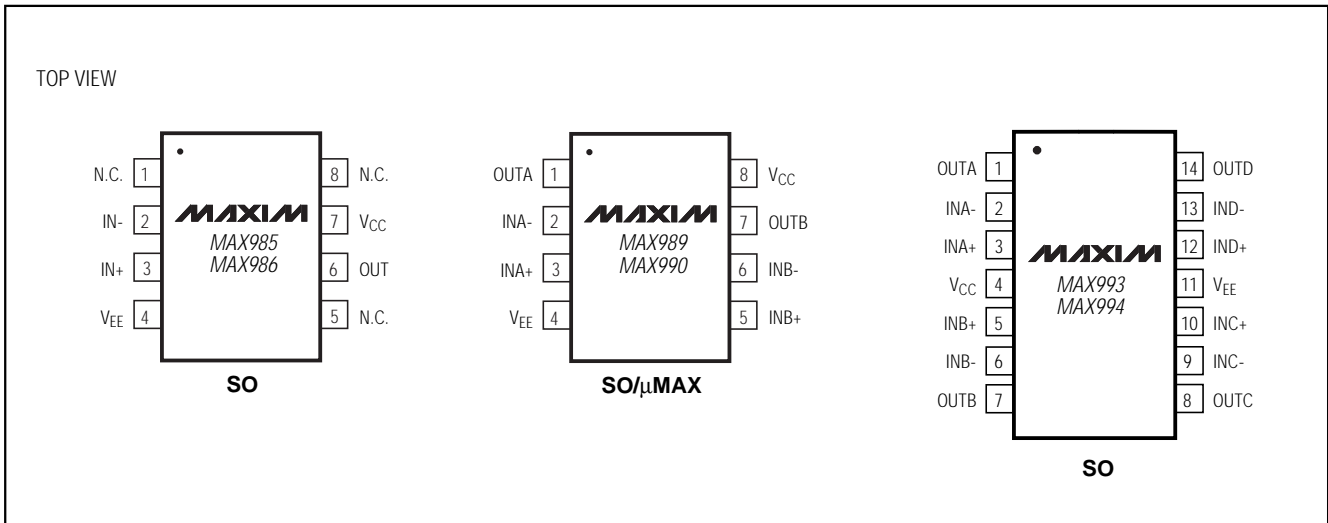 TOP VIEW
N.C. 1
IN- 2
IN+ 3
VEE 4
8 N.C.
7 VCC
6 OUT
5 N.C.
MAXIM
MAX985
MAX986
SO
OUTA 1
INA- 2
INA+ 3
VEE 4
8 VCC
7 OUTB
6 INB-
5 INB+
MAXIM
MAX989
MAX990
SO/µMAX
OUTA 1
INA- 2
INA+ 3
VCC 4
INB+ 5
INB- 6
OUTB 7
14 OUTD
13 IND-
12 IND+
11 VEE
10 INC+
9 INC-
8 OUTC
MAXIM
MAX993
MAX994
SO